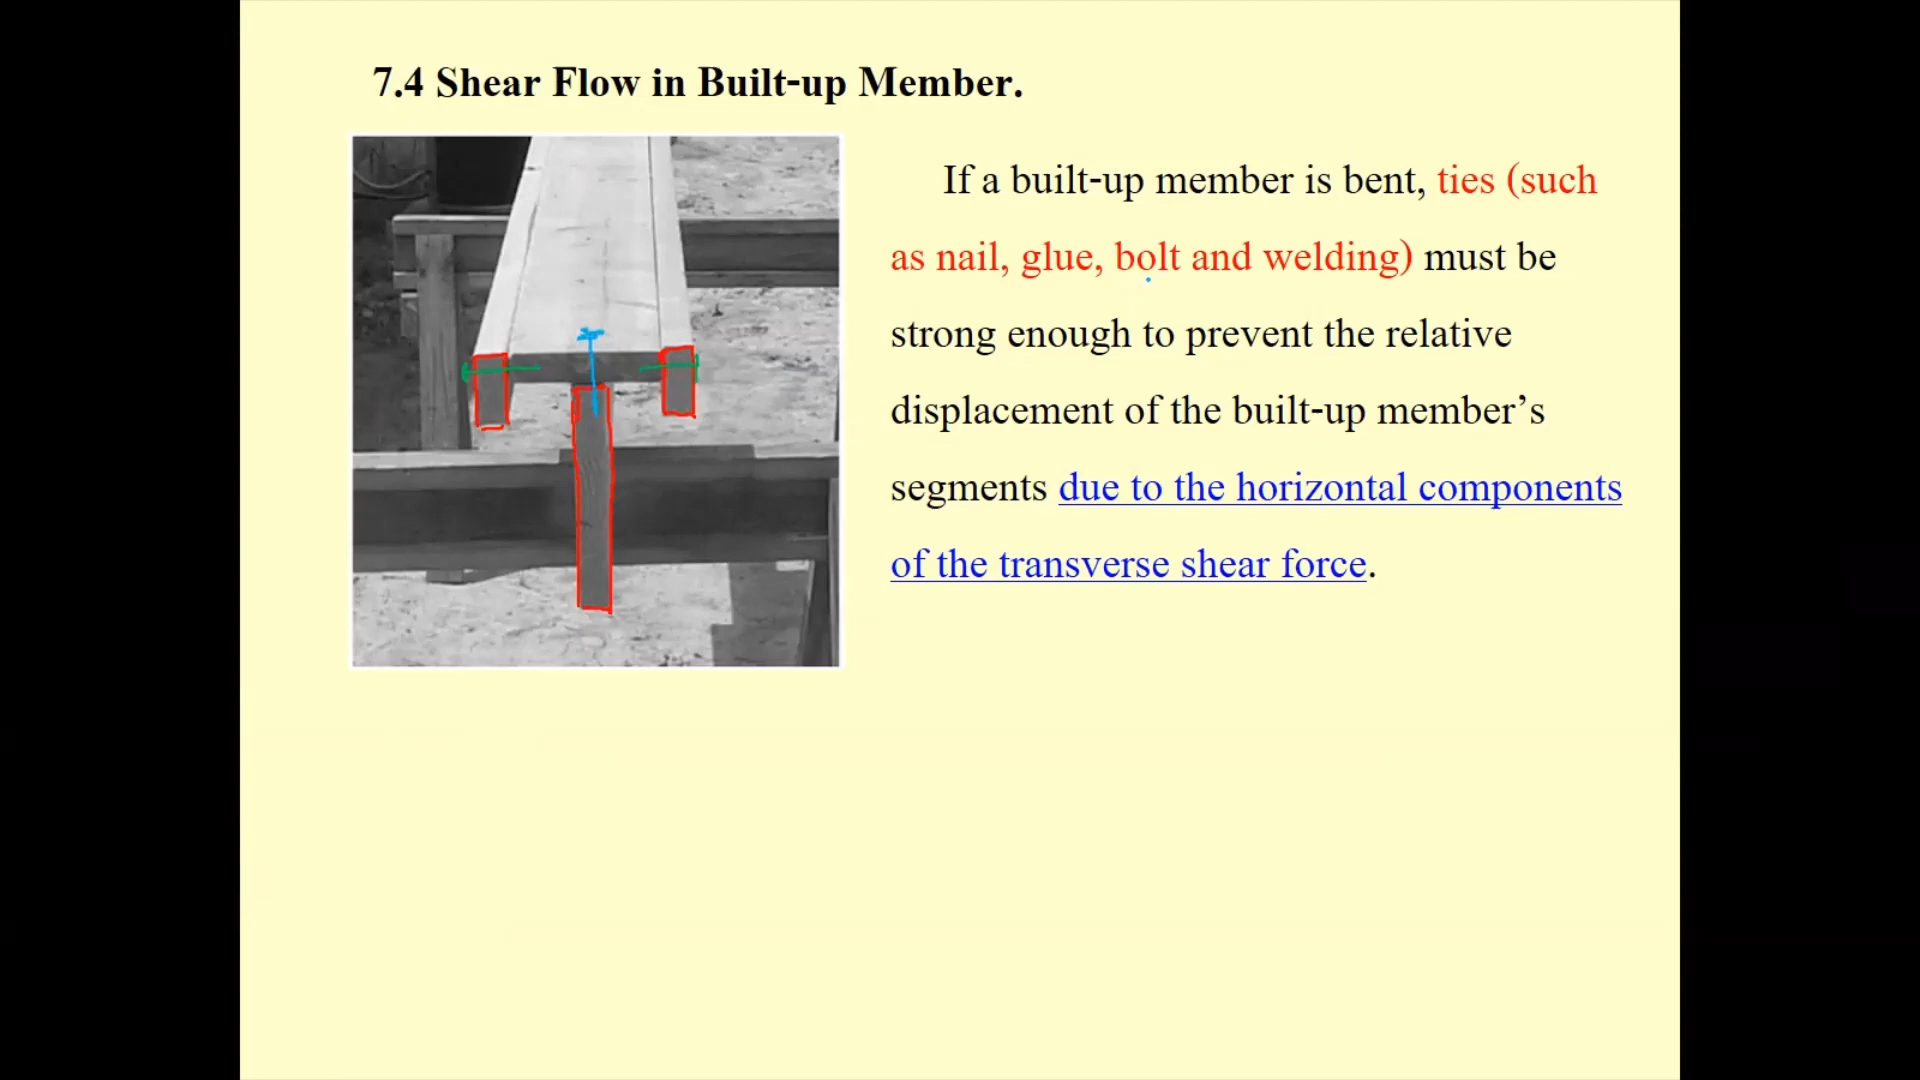 7.4 Shear Flow in Built-up Member.
If a built-up member is bent, ties (such
as nail, glue, bolt and welding) must be
strong enough to prevent the relative
displacement of the built-up member’s
segments due to the horizontal components
of the transverse shear force.